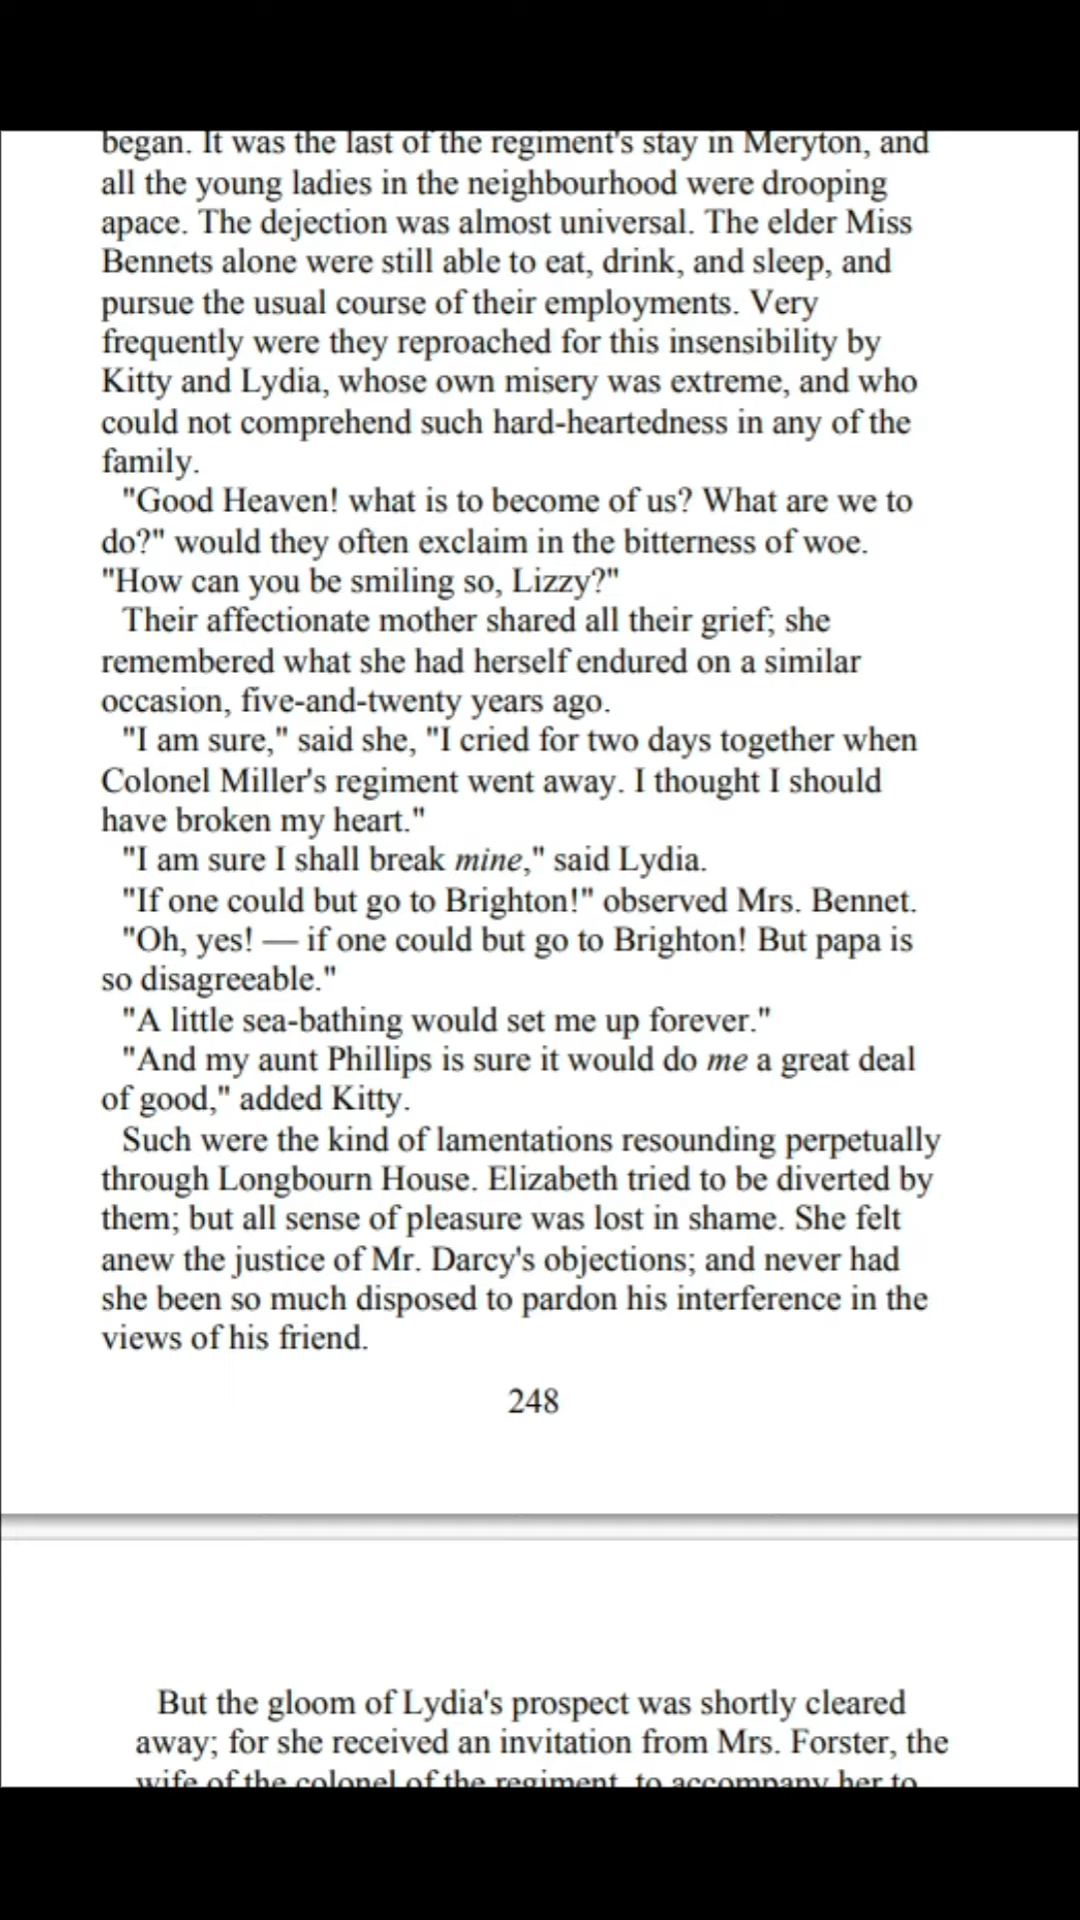 began. It was the last of the regiment's stay in Meryton, and
all the young ladies in the neighbourhood were drooping
apace. The dejection was almost universal. The elder Miss
Bennets alone were still able to eat, drink, and sleep, and
pursue the usual course of their employments. Very
frequently were they reproached for this insensibility by
Kitty and Lydia, whose own misery was extreme, and who
could not comprehend such hard-heartedness in any of the
family.
"Good Heaven! what is to become of us? What are we to
do?" would they often exclaim in the bitterness of woe.
"How can you be smiling so, Lizzy?"
Their affectionate mother shared all their grief; she
remembered what she had herself endured on a similar
occasion, five-and-twenty years ago.
"I am sure," said she, "I cried for two days together when
Colonel Miller's regiment went away. I thought I should
have broken my heart."
"I am sure I shall break mine," said Lydia.
"If one could but go to Brighton!" observed Mrs. Bennet.
"Oh, yes! — if one could but go to Brighton! But papa is
so disagreeable."
"A little sea-bathing would set me up forever."
"And my aunt Phillips is sure it would do me a great deal
of good," added Kitty.
Such were the kind of lamentations resounding perpetually
through Longbourn House. Elizabeth tried to be diverted by
them; but all sense of pleasure was lost in shame. She felt
anew the justice of Mr. Darcy's objections; and never had
she been so much disposed to pardon his interference in the
views of his friend.
248
But the gloom of Lydia's prospect was shortly cleared
away; for she received an invitation from Mrs. Forster, the
wife of the colonel of the regiment, to accompany her to